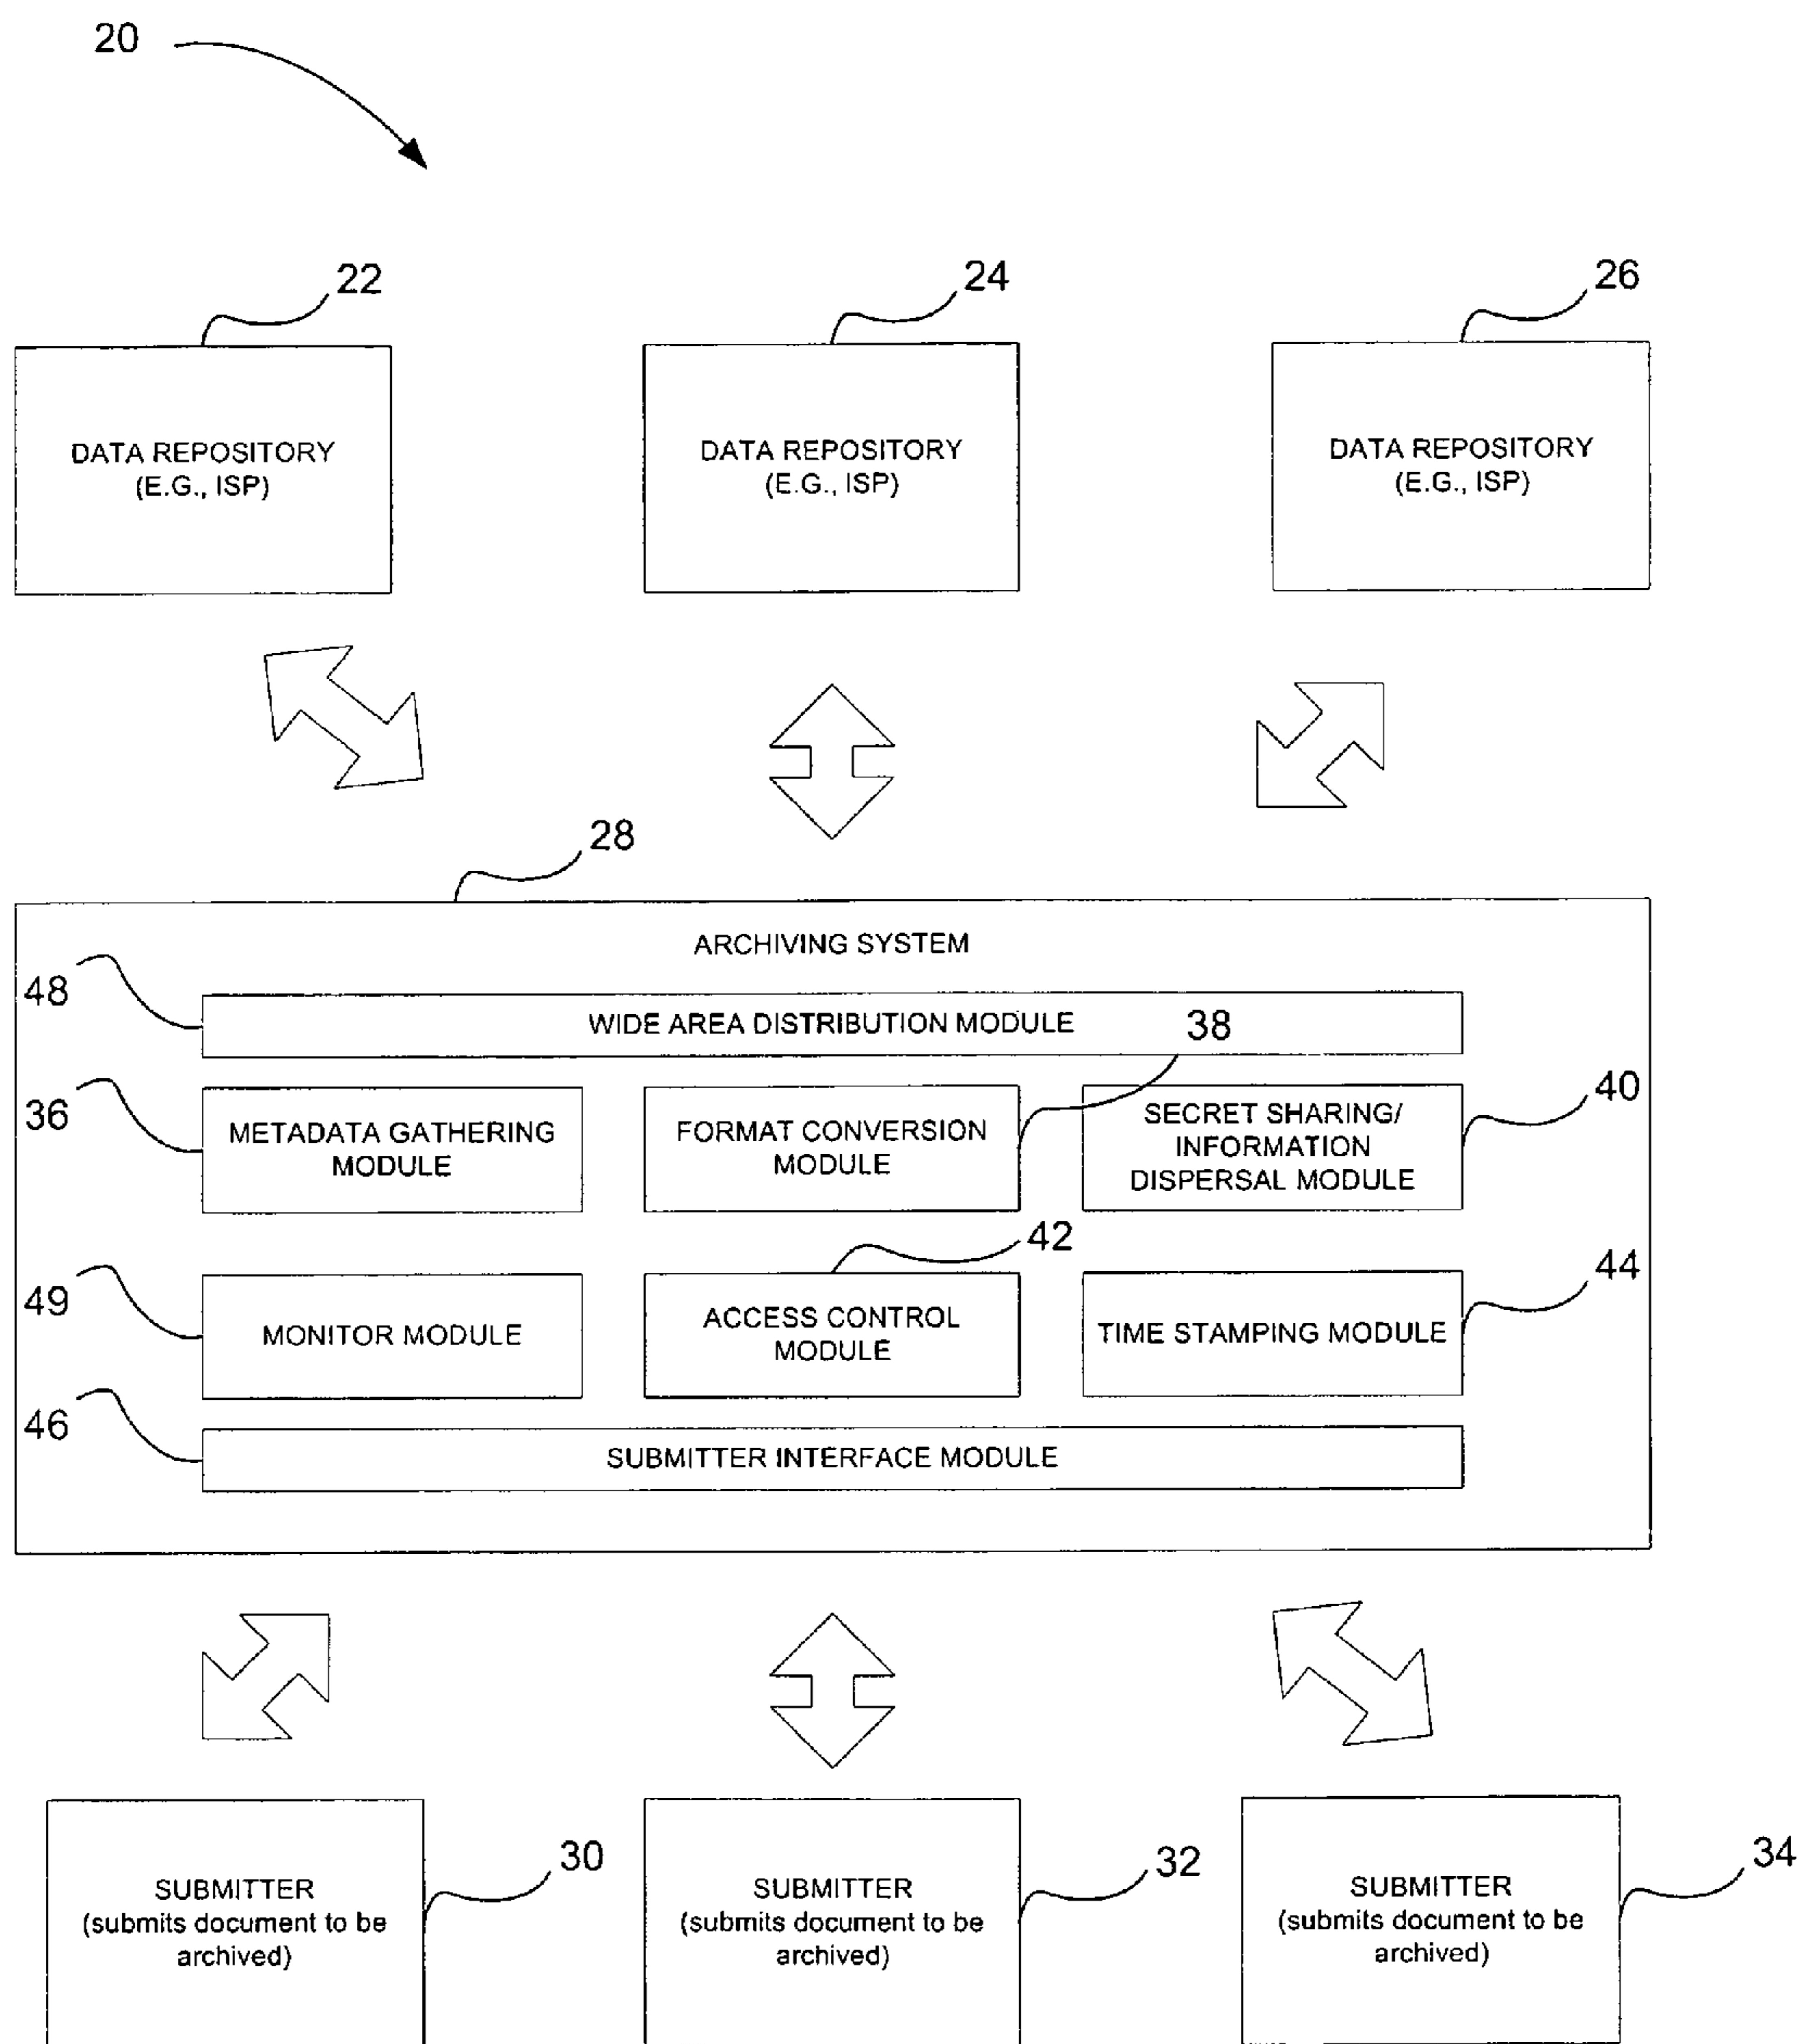 20
22
24
26
DATA REPOSITORY
(E.G., ISP)
DATA REPOSITORY
(E.G., ISP)
DATA REPOSITORY
(E.G., ISP)
28
ARCHIVING SYSTEM
48
WIDE AREA DISTRIBUTION MODULE
38
36
METADATA GATHERING
MODULE
FORMAT CONVERSION
MODULE
SECRET SHARING/
INFORMATION
DISPERSAL MODULE
40
42
49
MONITOR MODULE
ACCESS CONTROL
MODULE
TIME STAMPING MODULE
44
46
SUBMITTER INTERFACE MODULE
SUBMITTER
(submits document to be
archived)
30
SUBMITTER
(submits document to be
archived)
32
SUBMITTER
(submits document to be
archived)
34